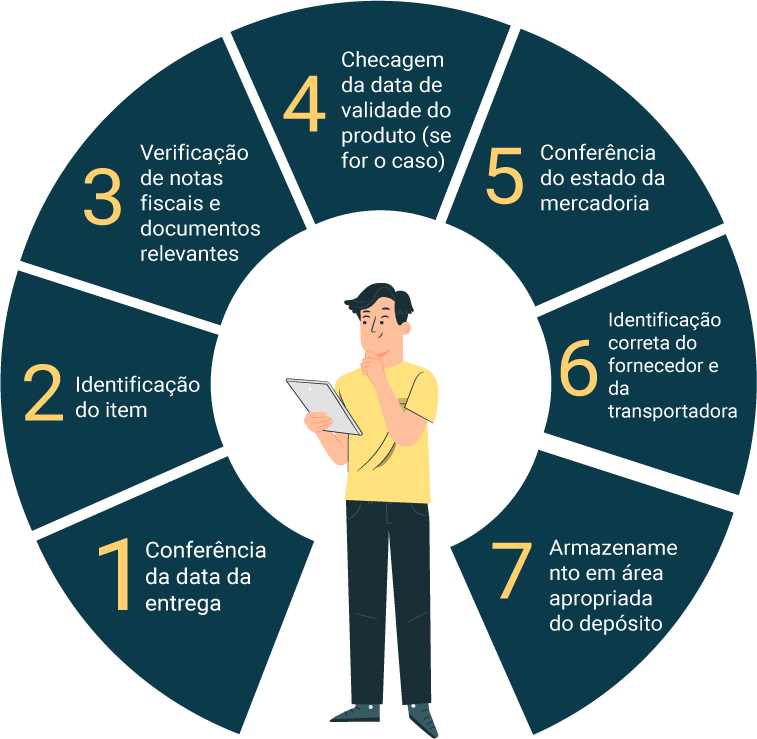 1
Conferência
da data da
entrega
2
Identificação
do item
3
Verificação
de notas
fiscais e
documentos
relevantes
4
Checagem
da data de
validade do
produto (se
for o caso)
5
Conferência
do estado da
mercadoria
6
Identificação
correta do
fornecedor e
da
transportadora
7
Armazename
nto em área
apropriada
do depósito